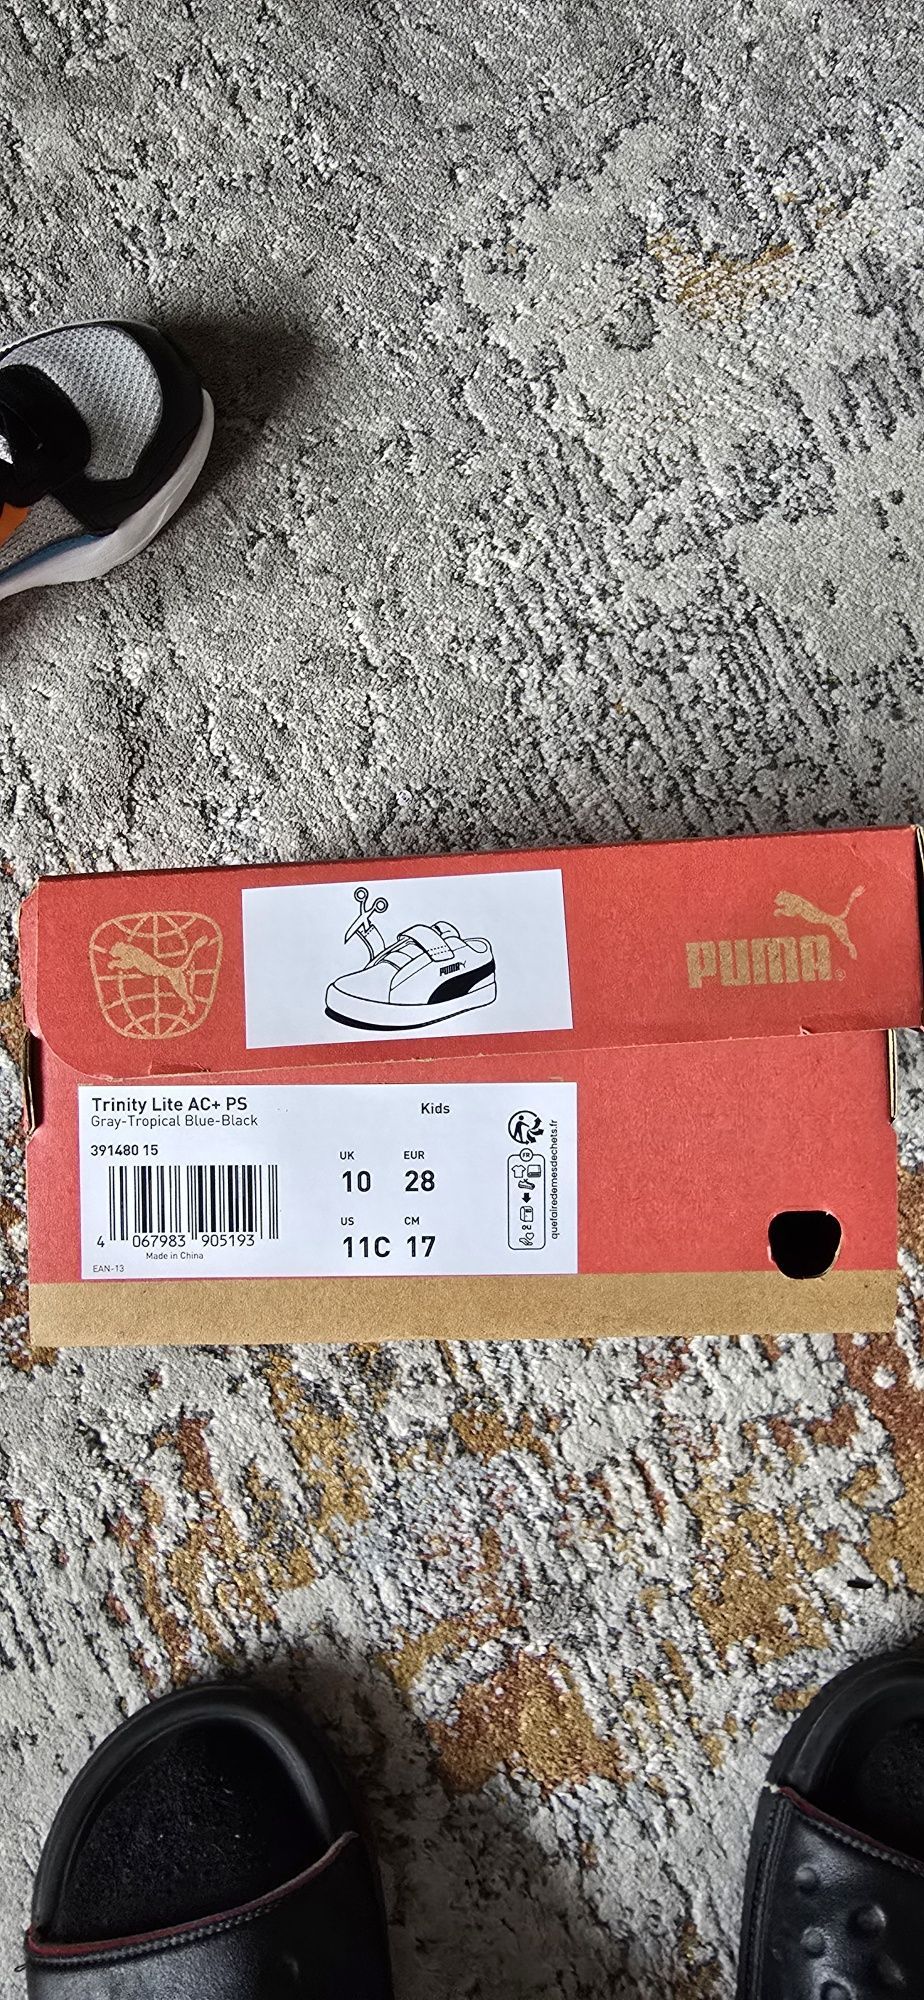 PUMA
PUMA®
Trinity Lite AC+ PS
Kids
Gray-Tropical Blue-Black
391480 15
UK EUR
10 28
US CM
11C 17
4 067983 905193
Made in China
EAN-13
FR
quefairedemesdechets.fr